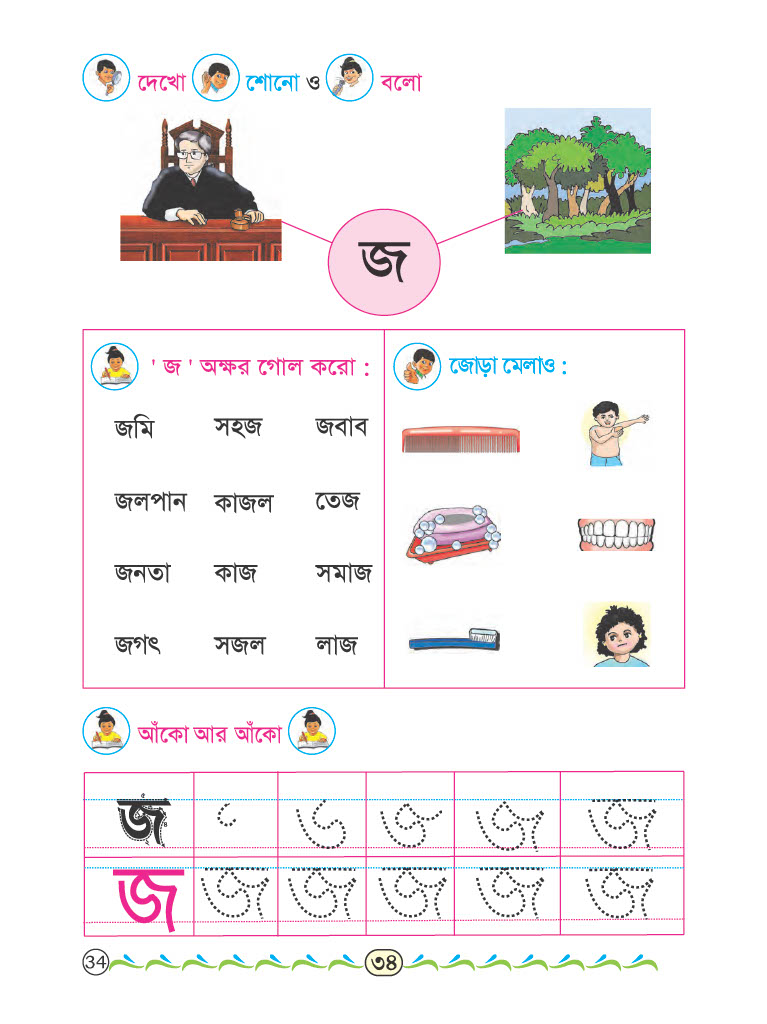 দেখো শোনো ও বলো
জ
' জ ' অক্ষর গোল করো :
জমি সহজ জবাব
জলপান কাজল তেজ
জনতা কাজ সমাজ
জগৎ সজল লাজ
জোড়া মেলাও :
আঁকো আর আঁকো
জ জ জ
জ জ জ জ জ জ
34 ৩৪